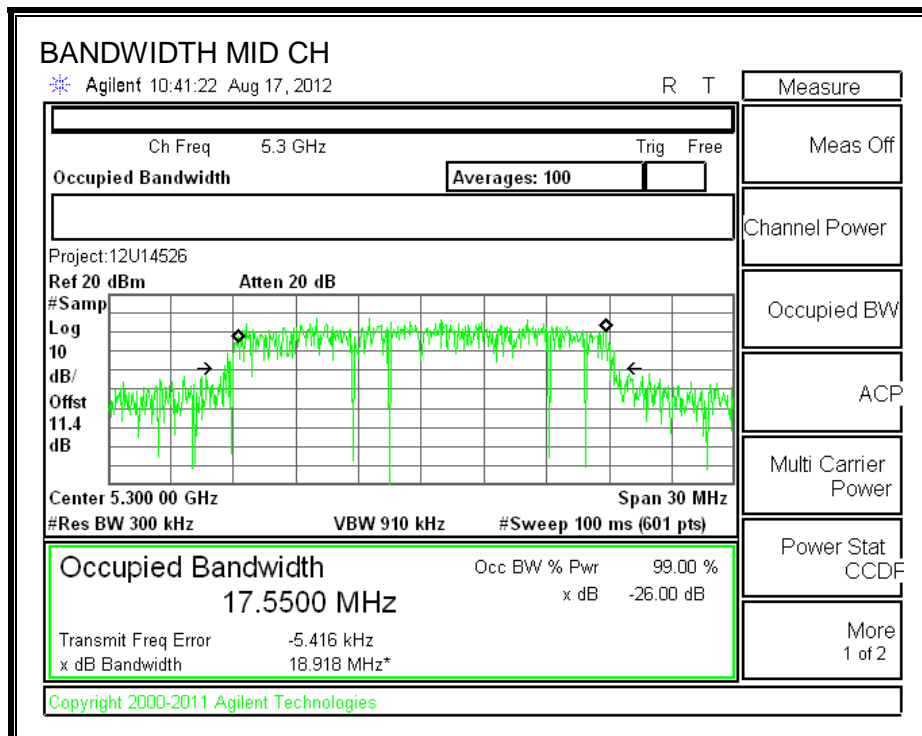 BANDWIDTH MID CH
Agilent 10:41:22 Aug 17, 2012 R T
Ch Freq 5.3 GHz Trig Free
Occupied Bandwidth Averages: 100
Project:12U14526
Ref 20 dBm Atten 20 dB
#Samp
Log
10
dB/
Offst
11.4
dB
Center 5.300 00 GHz Span 30 MHz
#Res BW 300 kHz VBW 910 kHz #Sweep 100 ms (601 pts)
Occupied Bandwidth Occ BW % Pwr 99.00 %
17.5500 MHz x dB -26.00 dB
Transmit Freq Error -5.416 kHz
x dB Bandwidth 18.918 MHz*
Copyright 2000-2011 Agilent Technologies
Measure
Meas Off
Channel Power
Occupied BW
ACP
Multi Carrier
Power
Power Stat
CCDF
More
1 of 2